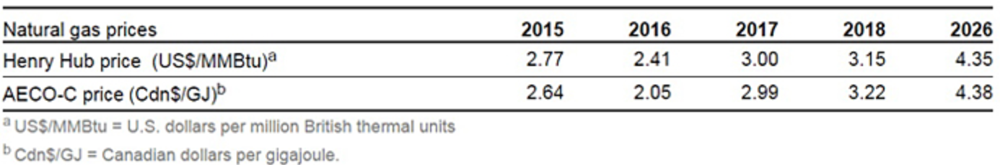 Natural gas prices 2015 2016 2017 2018 2026
Henry Hub price (US$/MMBtu)a 2.77 2.41 3.00 3.15 4.35
AECO-C price (Cdn$/GJ)b 2.64 2.05 2.99 3.22 4.38
a US$/MMBtu = U.S. dollars per million British thermal units
b Cdn$/GJ = Canadian dollars per gigajoule.